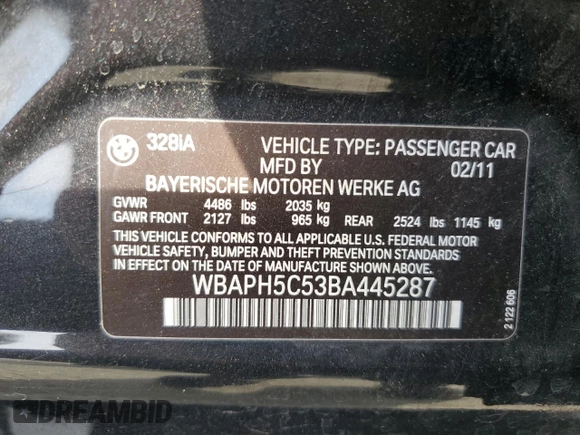 328IA VEHICLE TYPE: PASSENGER CAR
MFD BY 02/11
BAYERISCHE MOTOREN WERKE AG
GVWR 4486 lbs 2035 kg
GAWR FRONT 2127 lbs 965 kg REAR 2524 lbs 1145 kg
THIS VEHICLE CONFORMS TO ALL APPLICABLE U.S. FEDERAL MOTOR
VEHICLE SAFETY, BUMPER AND THEFT PREVENTION STANDARDS
IN EFFECT ON THE DATE OF MANUFACTURE SHOWN ABOVE.
WBAPH5C53BA445287
2 122 606
DREAMBID